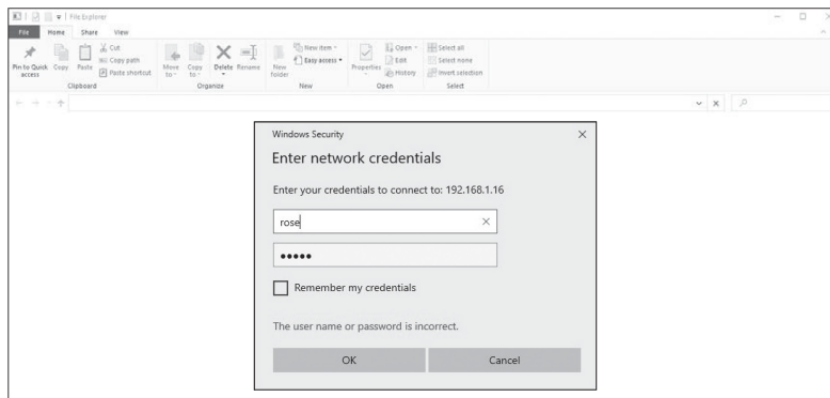 File Explorer
File Home Share View
Pin to Quick access
Copy
Paste
Cut
Copy path
Paste shortcut
Clipboard
Move to
Copy to
Delete
Rename
Organize
New folder
New item
Easy access
New
Properties
Open
Edit
History
Open
Select all
Select none
Invert selection
Select
Windows Security
Enter network credentials
Enter your credentials to connect to: 192.168.1.16
rose
Remember my credentials
The user name or password is incorrect.
OK Cancel